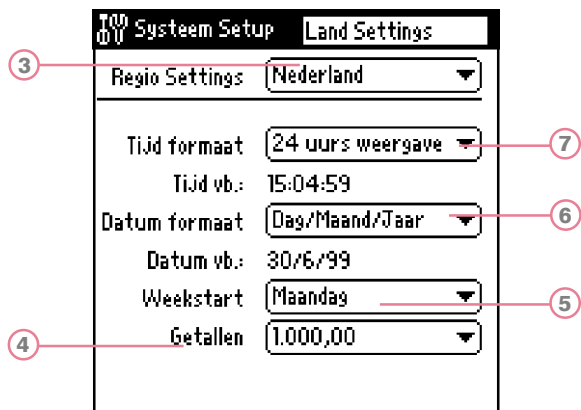 Systeem Setup Land Settings
3
Regio Settings Nederland
Tijd formaat 24 uurs weergave 7
Tijd vb.: 15:04:59
Datum formaat Dag/Maand/Jaar 6
Datum vb.: 30/6/99
Weekstart Maandag 5
4 Getallen 1.000,00